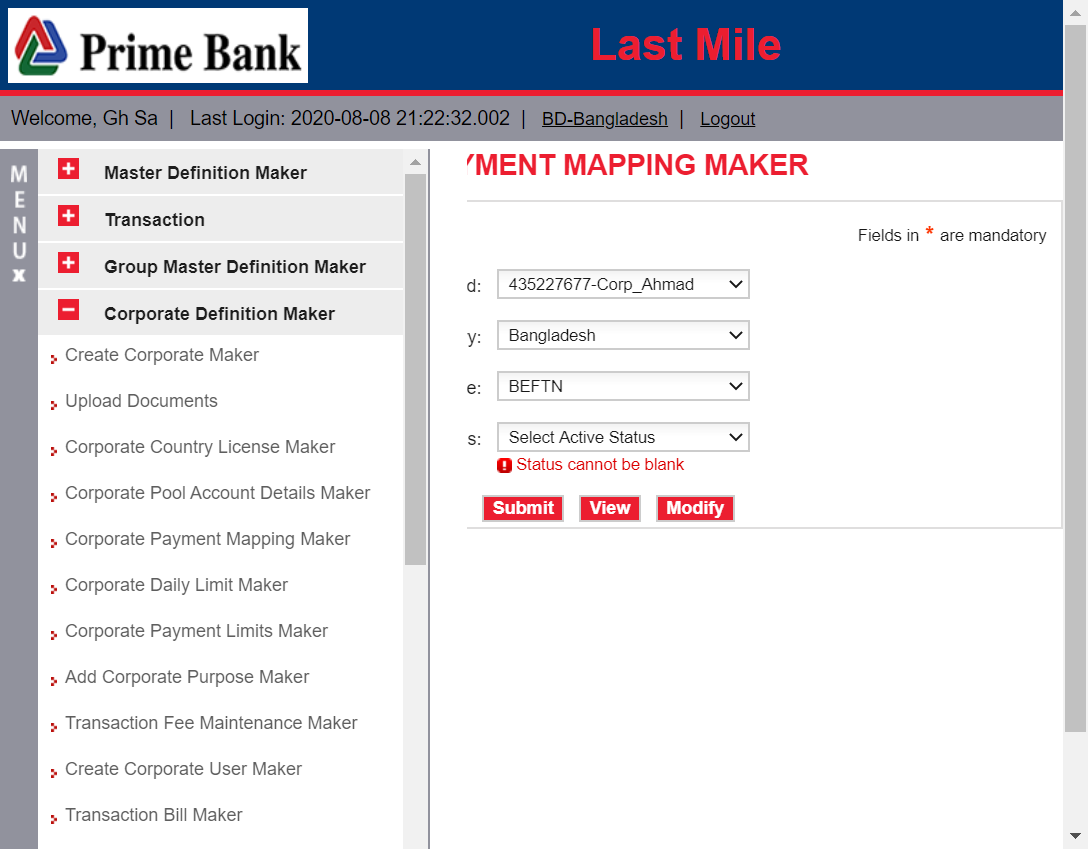 Prime Bank
Last Mile
Welcome, Gh Sa | Last Login: 2020-08-08 21:22:32.002 | BD-Bangladesh | Logout
MENU
x
Master Definition Maker
Transaction
Group Master Definition Maker
Corporate Definition Maker
Create Corporate Maker
Upload Documents
Corporate Country License Maker
Corporate Pool Account Details Maker
Corporate Payment Mapping Maker
Corporate Daily Limit Maker
Corporate Payment Limits Maker
Add Corporate Purpose Maker
Transaction Fee Maintenance Maker
Create Corporate User Maker
Transaction Bill Maker
YMENT MAPPING MAKER
Fields in * are mandatory
d: 435227677-Corp_Ahmad
y: Bangladesh
e: BEFTN
s: Select Active Status
Status cannot be blank
Submit View Modify